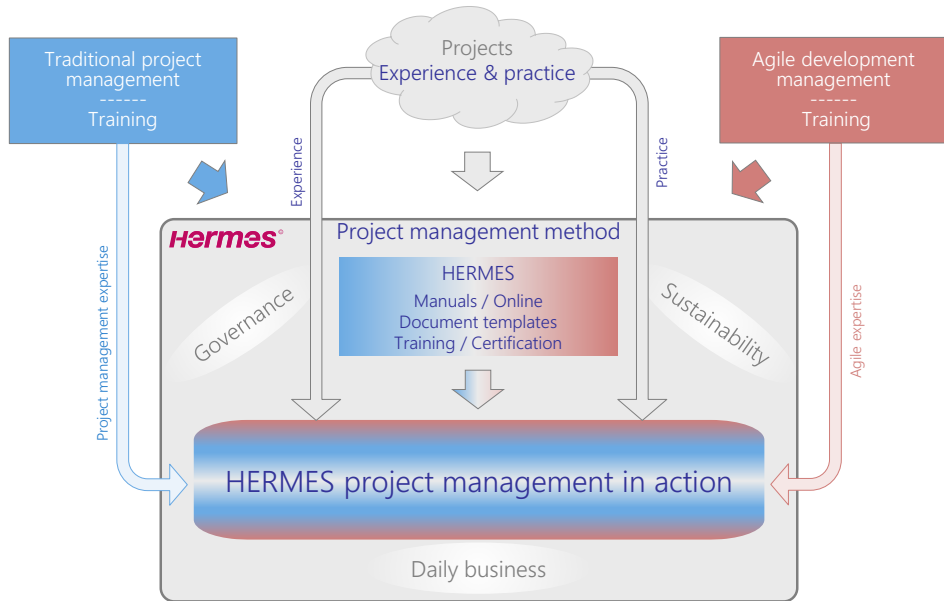 Projects
Experience & practice
Traditional project
management
------
Training
Agile development
management
------
Training
Experience
Practice
Hermes®
Project management method
HERMES
Manuals / Online
Document templates
Training / Certification
Governance
Sustainability
Project management expertise
Agile expertise
HERMES project management in action
Daily business